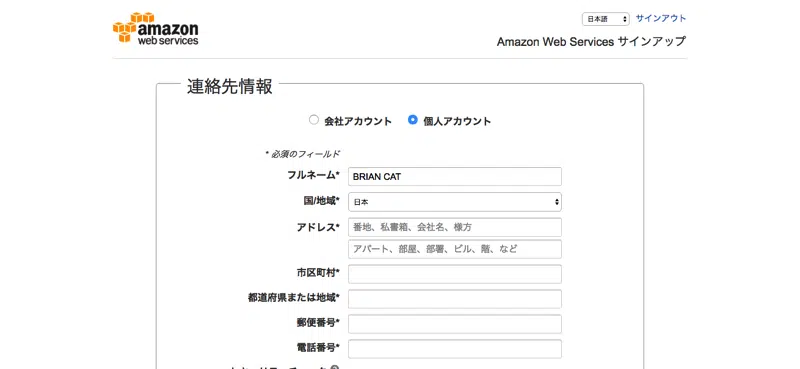 amazon
web services
日本語 サインアウト
Amazon Web Services サインアップ
連絡先情報
会社アカウント 個人アカウント
* 必須のフィールド
フルネーム* BRIAN CAT
国/地域* 日本
アドレス* 番地、私書箱、会社名、様方
アパート、部屋、部署、ビル、階、など
市区町村*
都道府県または地域*
郵便番号*
電話番号*